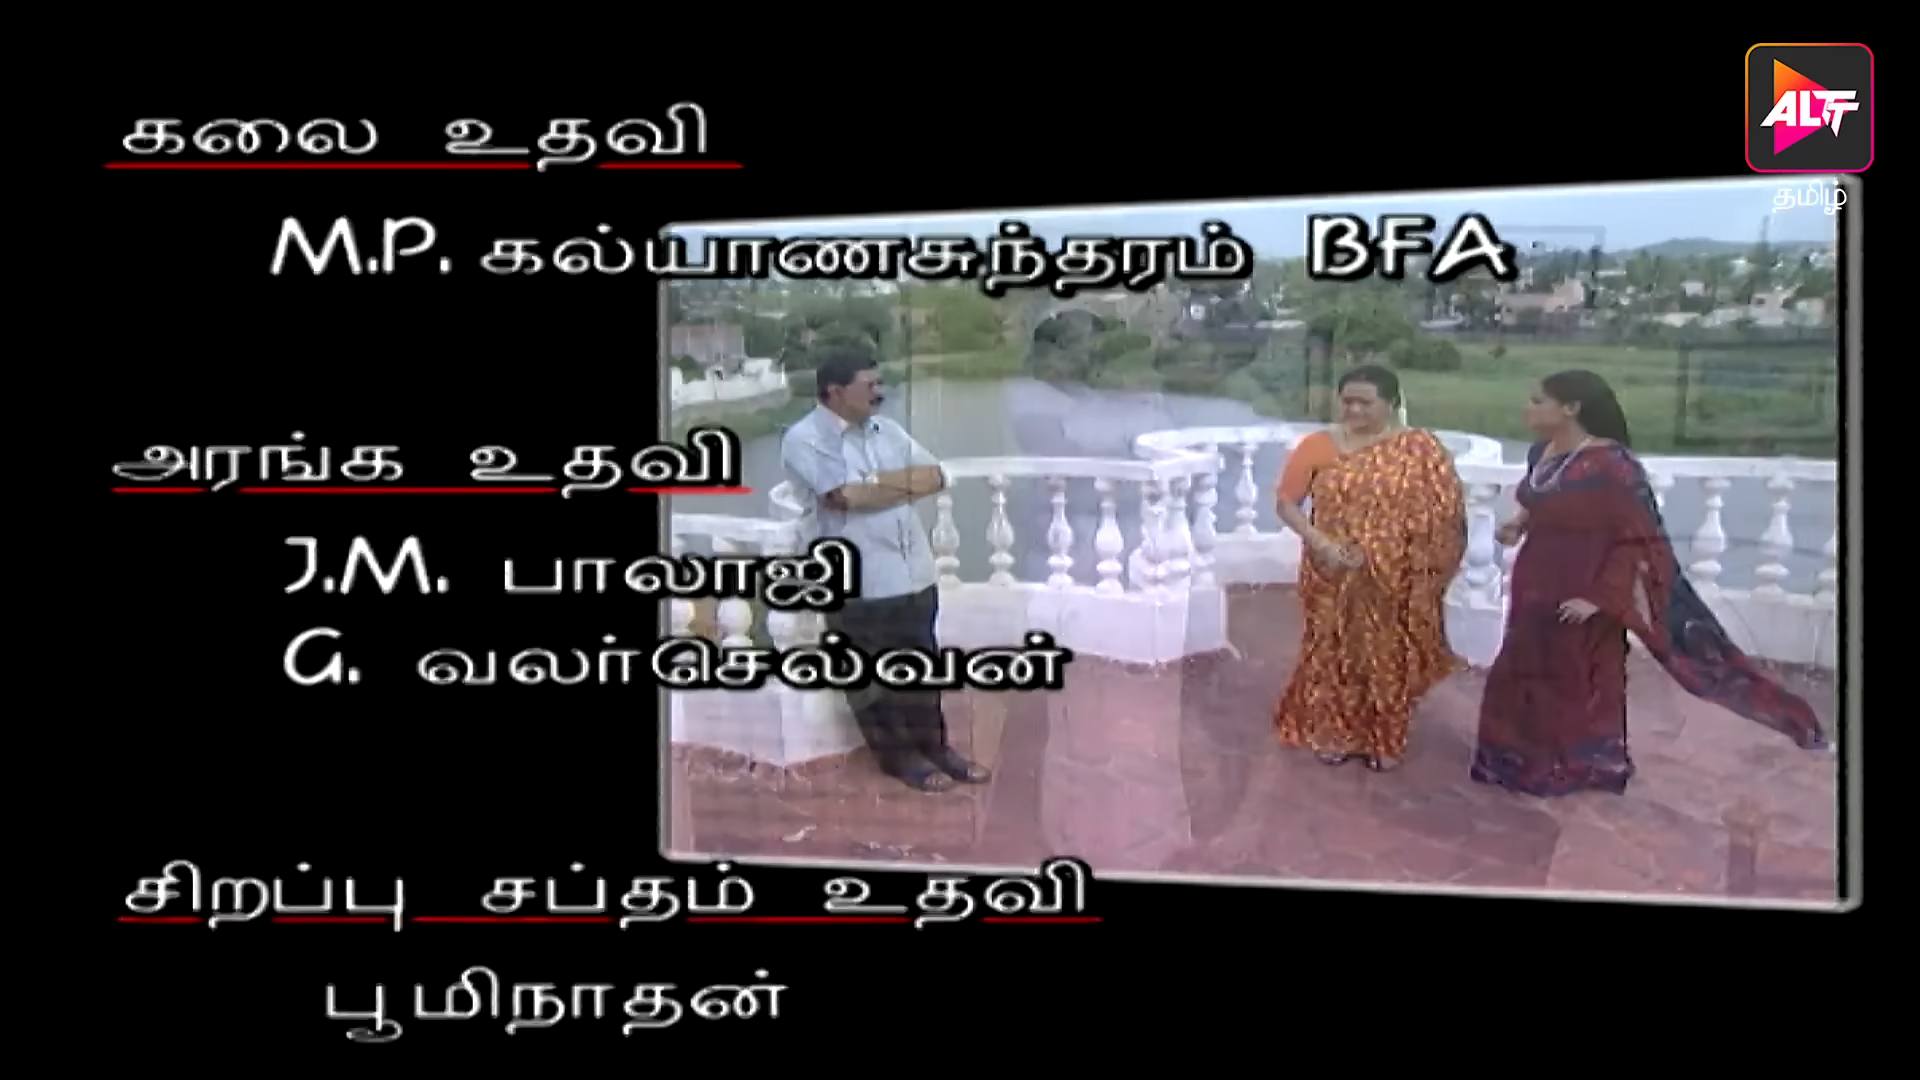 ALTT
தமிழ்
கலை உதவி
M.P. கல்யாணசுந்தரம் BFA
அரங்க உதவி
J.M. பாலாஜி
G. வலர்செல்வன்
சிறப்பு சப்தம் உதவி
பூமிநாதன்